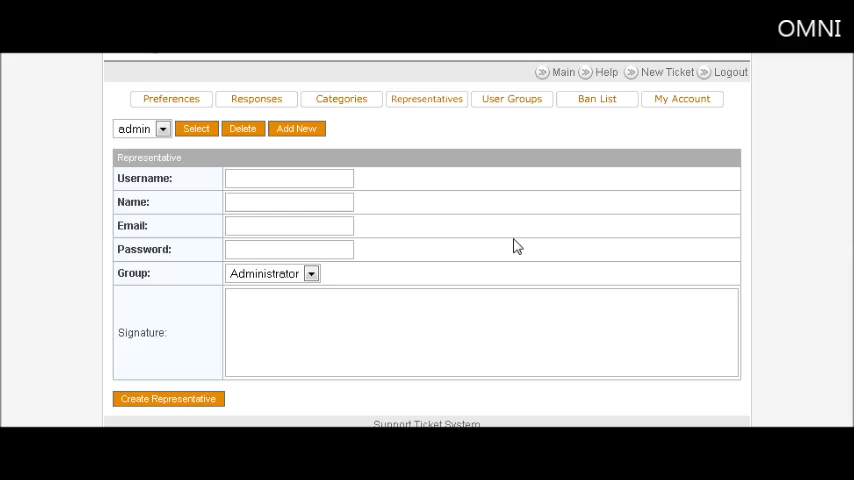 OMNI
Main Help New Ticket Logout
Preferences Responses Categories Representatives User Groups Ban List My Account
admin Select Delete Add New
Representative
Username:
Name:
Email:
Password:
Group: Administrator
Signature:
Create Representative
Support Ticket System